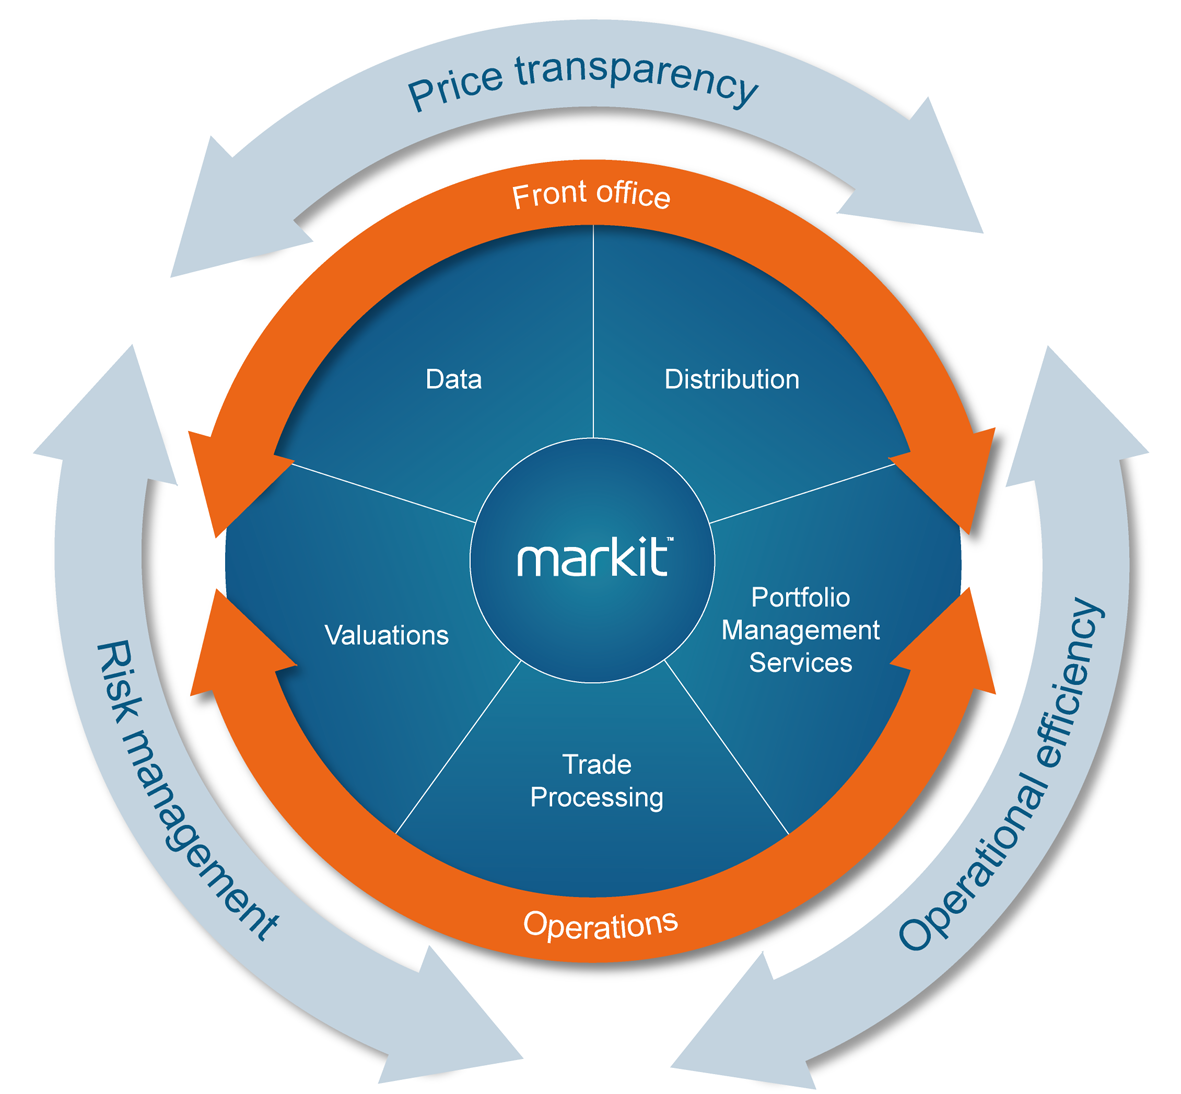 Price transparency
Front office
Data
Distribution
markit™
Valuations
Portfolio
Management
Services
Trade
Processing
Operations
Risk management
Operational efficiency